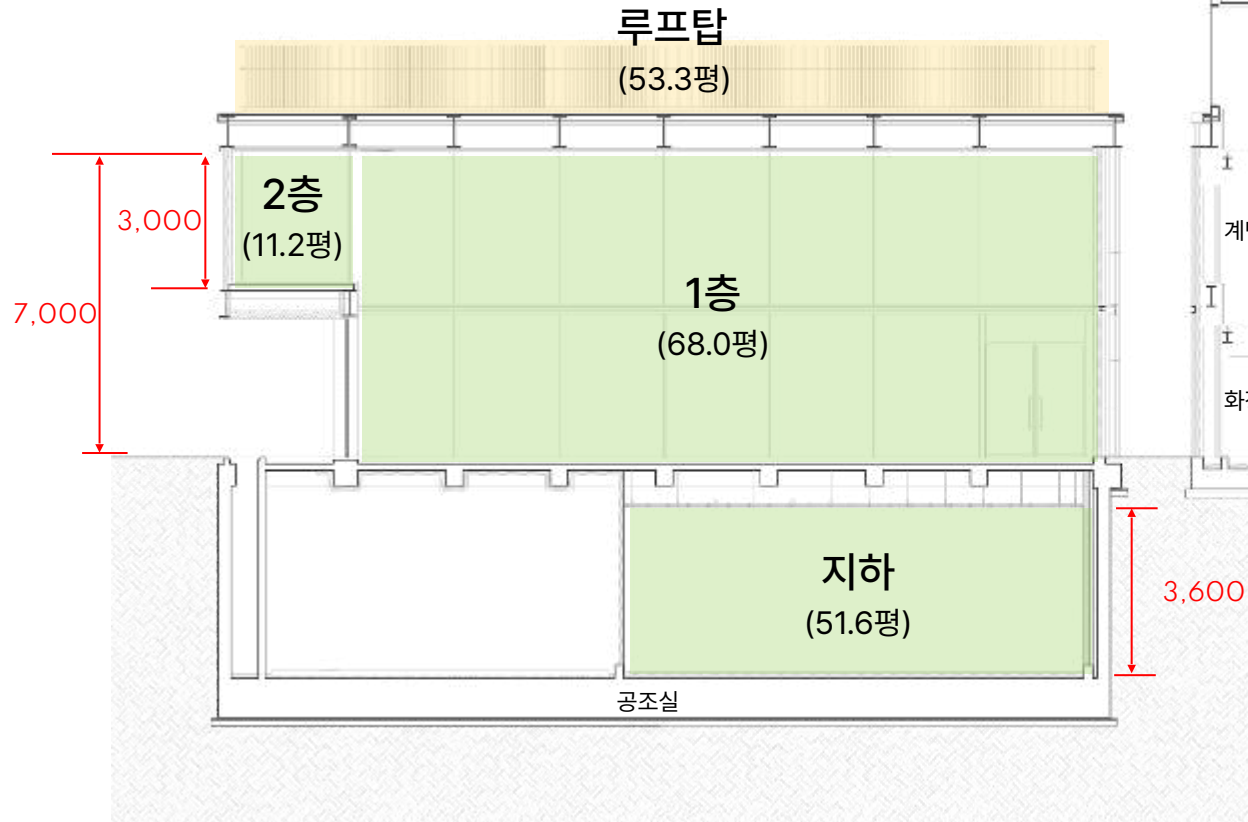 루프탑
(53.3평)
2층
(11.2평)
3,000
7,000
1층
(68.0평)
지하
(51.6평)
3,600
공조실